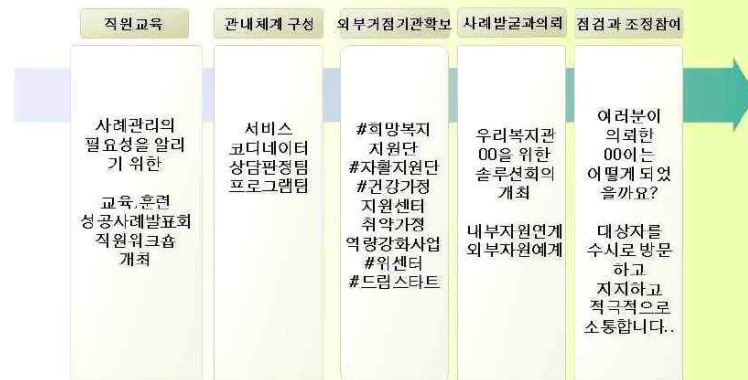 직원교육
관내체계 구성
외부거점기관확보
사례발굴과의뢰
점검과 조정참여
사례관리의
필요성을 알리
기 위한
교육,훈련
성공사례발표회
직원워크숍
개최
서비스
코디네이터
상담판정팀
프로그램팀
#희망복지
지원단
#자활지원단
#건강가정
지원센터
취약가정
역량강화사업
#위센터
#드림스타트
우리복지관
00을 위한
솔루션회의
개최
내부자원연계
외부자원예계
여러분이
의뢰한
00이는
어떻게 되었
을까요?
대상자를
수시로 방문
하고
지지하고
적극적으로
소통합니다..